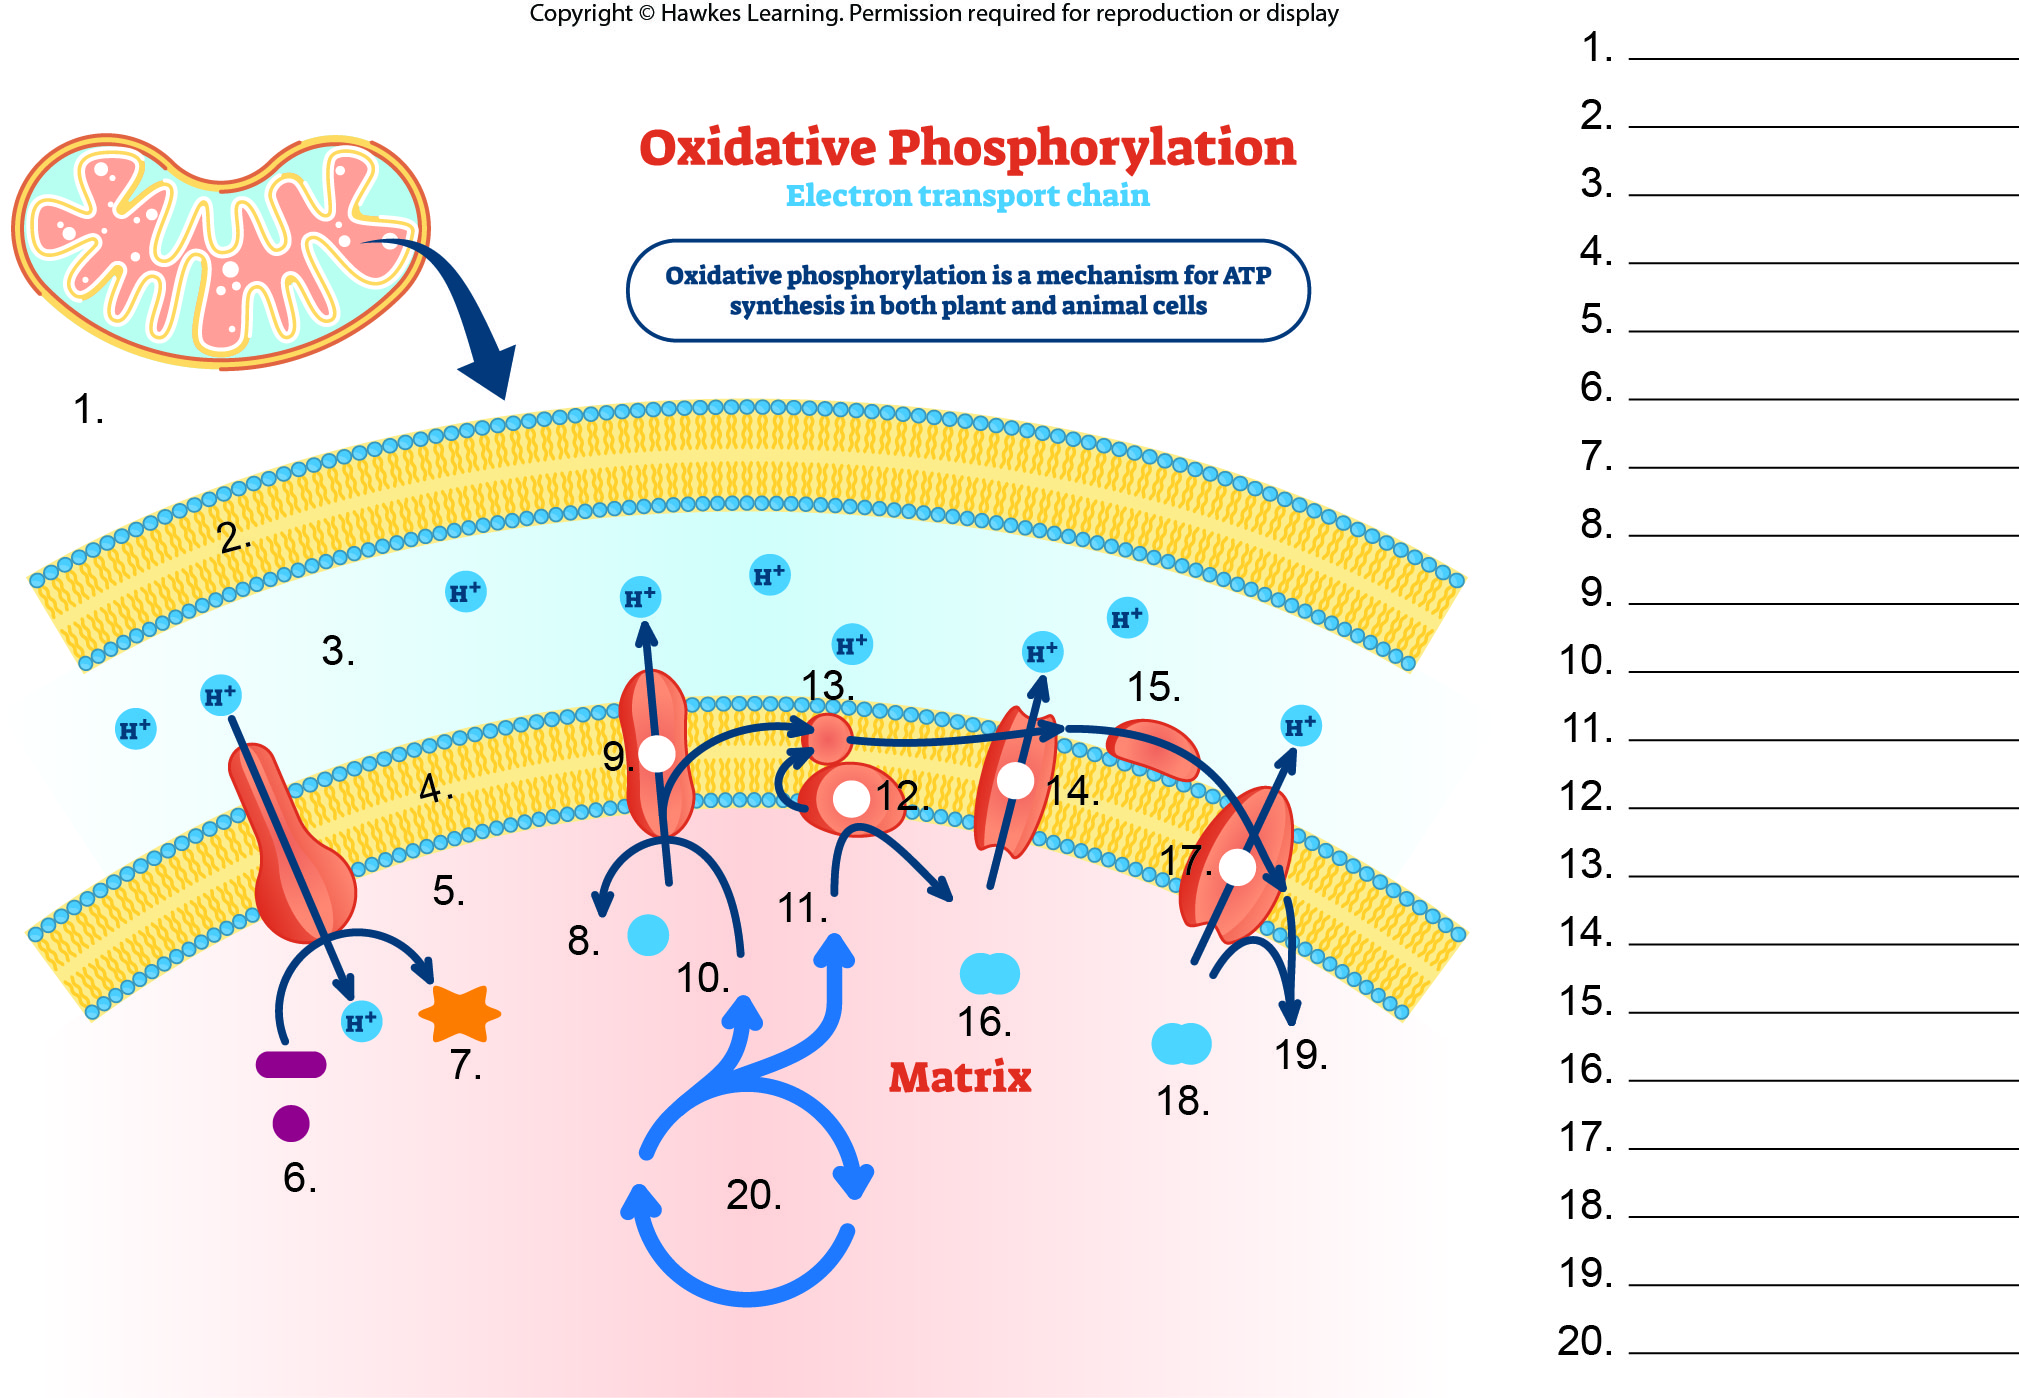 Copyright © Hawkes Learning. Permission required for reproduction or display
Oxidative Phosphorylation
Electron transport chain
Oxidative phosphorylation is a mechanism for ATP
synthesis in both plant and animal cells
1.
2.
H+
H+
H+
H+
H+
H+
3.
H+
H+
H+
13.
15.
9.
4.
12.
14.
17.
5.
11.
8.
10.
H+
7.
16.
Matrix
19.
18.
6.
20.
1.
2.
3.
4.
5.
6.
7.
8.
9.
10.
11.
12.
13.
14.
15.
16.
17.
18.
19.
20.